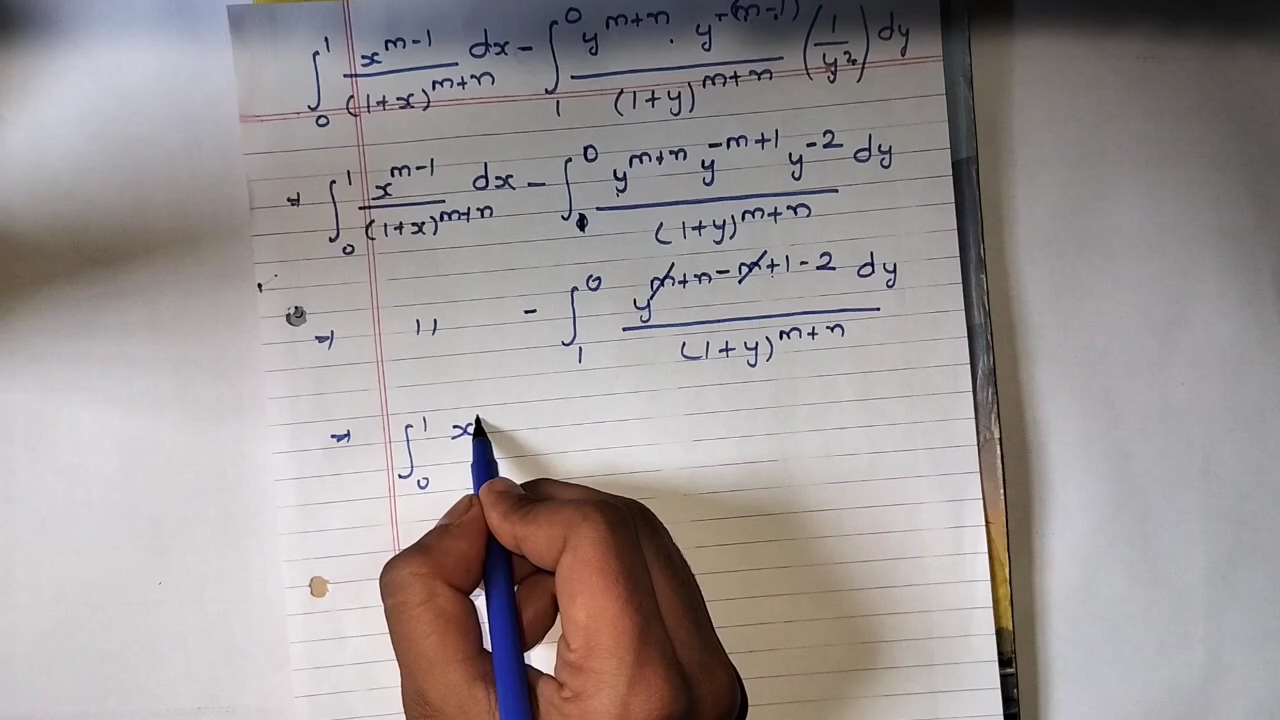 ∫₀¹ x^(m-1)/(1+x)^(m+n) dx - ∫₁⁰ y^(m+n) · y^-(m-1)/(1+y)^(m+n) (1/y²) dy
⇒ ∫₀¹ x^(m-1)/(1+x)^(m+n) dx - ∫₁⁰ y^(m+n) y^(-m+1) y^(-2)/(1+y)^(m+n) dy
⇒ 〃 - ∫₁⁰ y^(m+n-m+1-2)/(1+y)^(m+n) dy
⇒ ∫₀¹ x